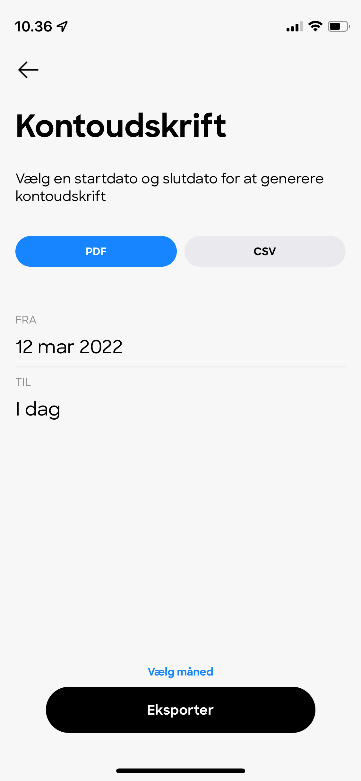 10.36
Kontoudskrift
Vælg en startdato og slutdato for at generere
kontoudskrift
PDF
CSV
FRA
12 mar 2022
TIL
I dag
Vælg måned
Eksporter